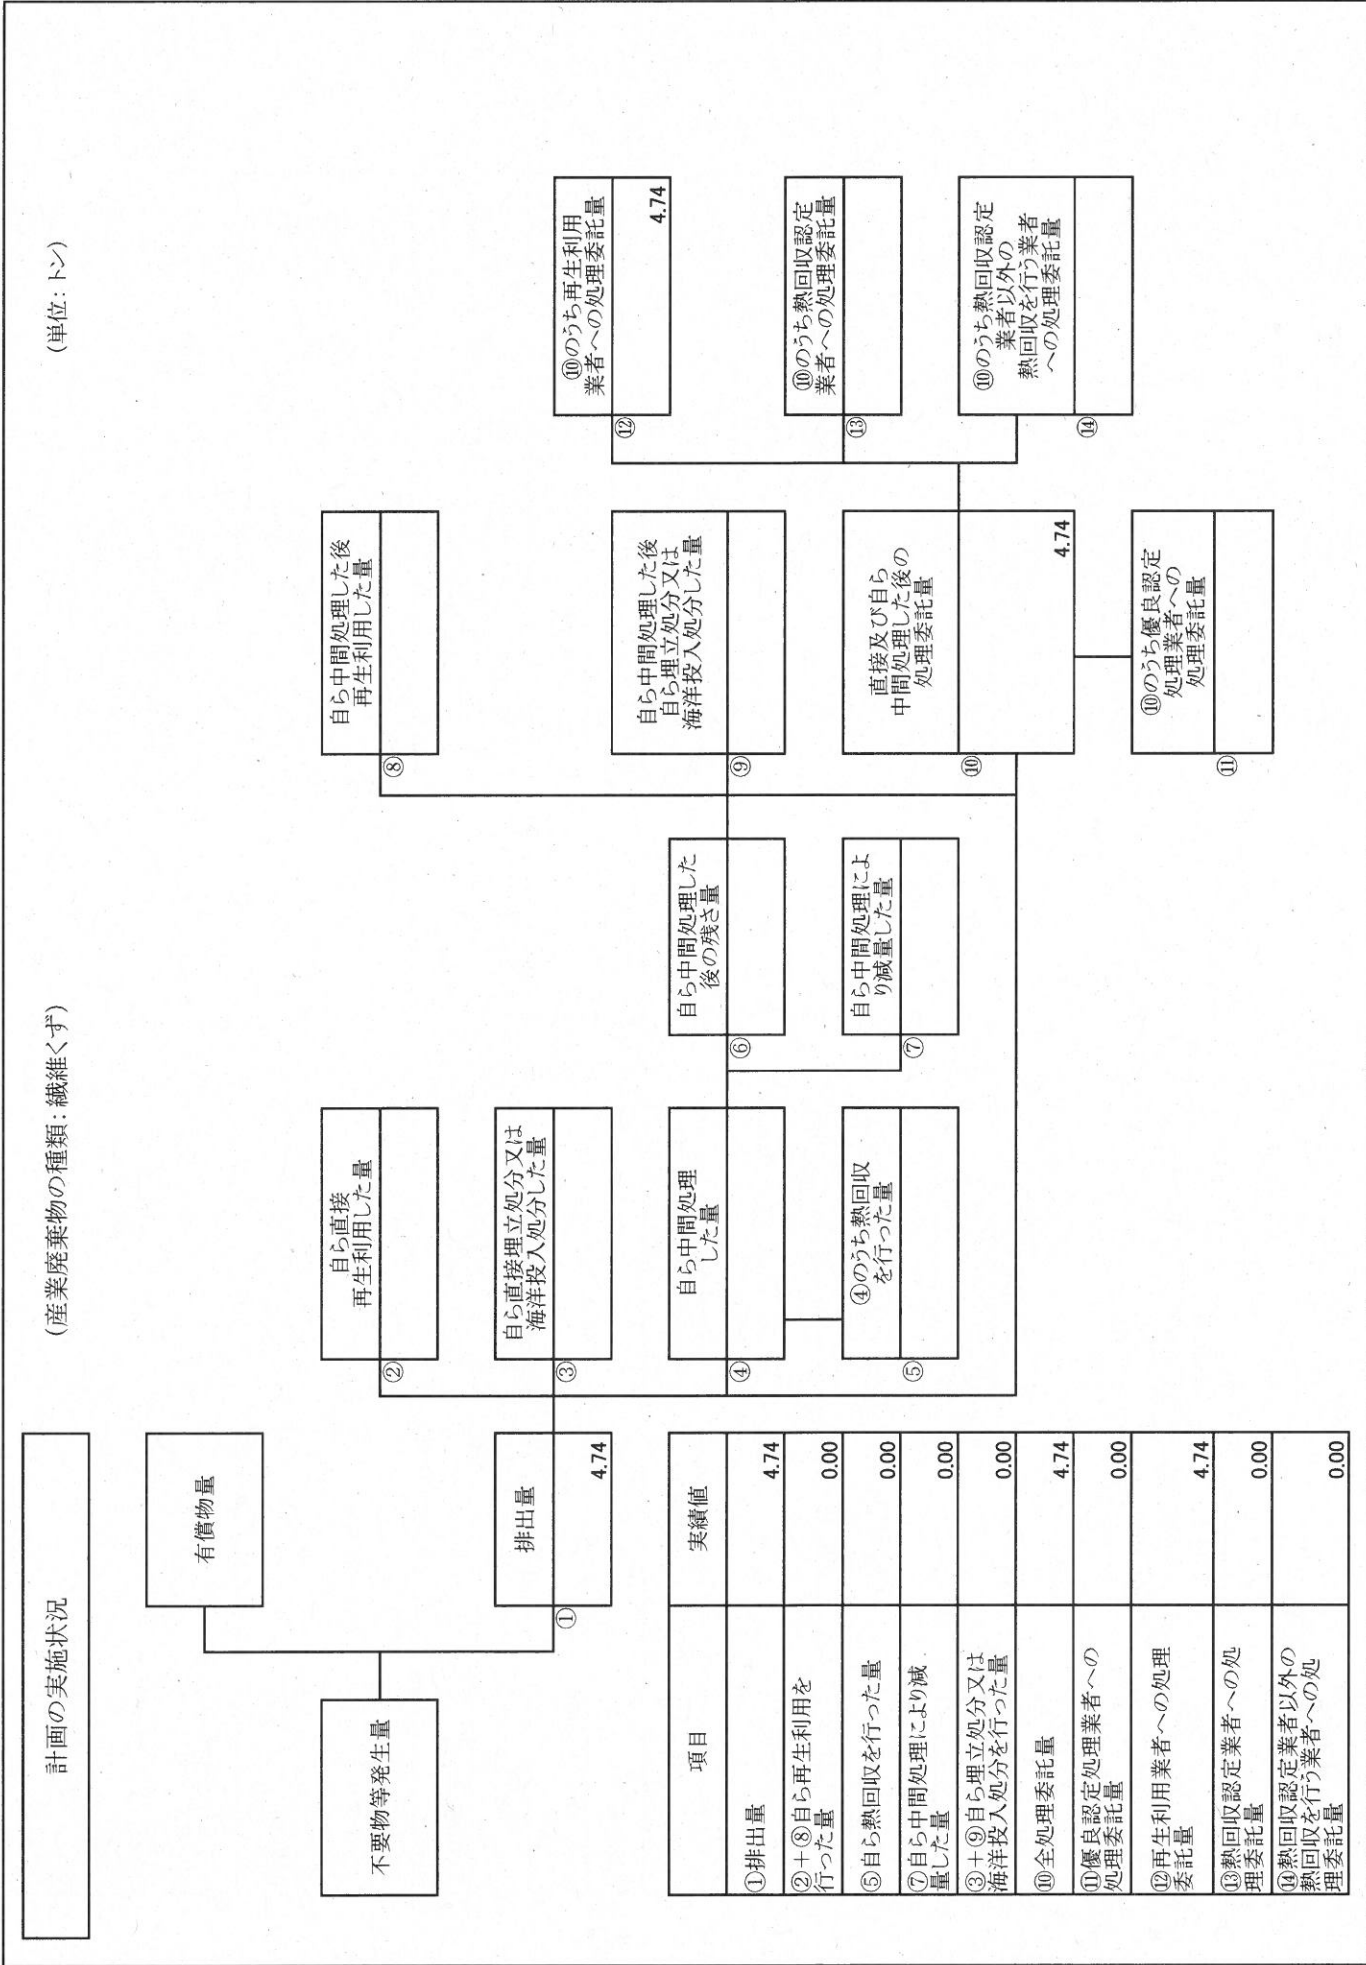 計画の実施状況
(産業廃棄物の種類：繊維くず)
(単位：トン)
不要物等発生量
有償物量
①
排出量
4.74
②
自ら直接
再生利用した量
③
自ら直接埋立処分又は
海洋投入処分した量
④
自ら中間処理
した量
⑤
④のうち熱回収
を行った量
⑥
自ら中間処理した
後の残さ量
⑦
自ら中間処理によ
り減量した量
⑧
自ら中間処理した後
再生利用した量
⑨
自ら中間処理した後
自ら埋立処分又は
海洋投入処分した量
⑩
直接及び自ら
中間処理した後の
処理委託量
4.74
⑪
⑩のうち優良認定
処理業者への
処理委託量
⑫
⑩のうち再生利用
業者への処理委託量
4.74
⑬
⑩のうち熱回収認定
業者への処理委託量
⑭
⑩のうち熱回収認定
業者以外の
熱回収を行う業者
への処理委託量
項目 実績値
①排出量 4.74
②＋⑧自ら再生利用を
行った量 0.00
⑤自ら熱回収を行った量 0.00
⑦自ら中間処理により減
量した量 0.00
③＋⑨自ら埋立処分又は
海洋投入処分を行った量 0.00
⑩全処理委託量 4.74
⑪優良認定処理業者への
処理委託量 0.00
⑫再生利用業者への処理
委託量 4.74
⑬熱回収認定業者への処
理委託量 0.00
⑭熱回収認定業者以外の
熱回収を行う業者への処
理委託量 0.00